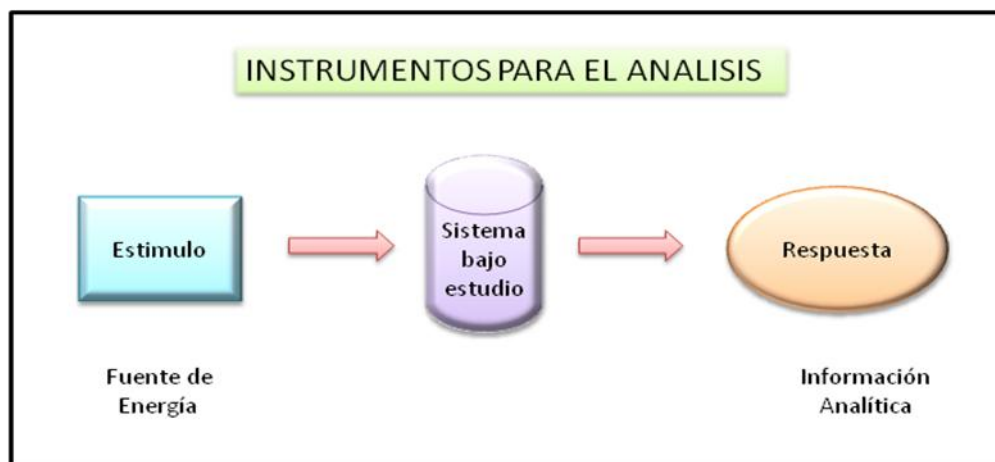 INSTRUMENTOS PARA EL ANALISIS
Estimulo
Sistema
bajo
estudio
Respuesta
Fuente de
Energía
Información
Analítica